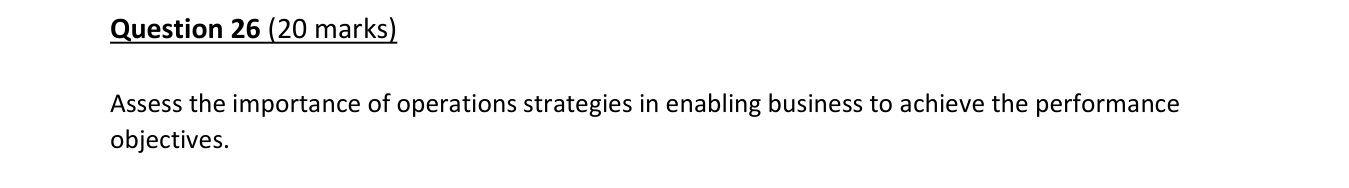 Question 26 (20 marks)
Assess the importance of operations strategies in enabling business to achieve the performance
objectives.